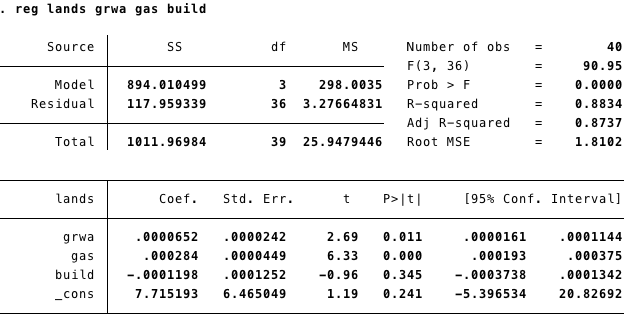 . reg lands grwa gas build
Source SS df MS Number of obs = 40
F(3, 36) = 90.95
Model 894.010499 3 298.0035 Prob > F = 0.0000
Residual 117.959339 36 3.27664831 R-squared = 0.8834
Adj R-squared = 0.8737
Total 1011.96984 39 25.9479446 Root MSE = 1.8102
lands Coef. Std. Err. t P>|t| [95% Conf. Interval]
grwa .0000652 .0000242 2.69 0.011 .0000161 .0001144
gas .000284 .0000449 6.33 0.000 .000193 .000375
build −.0001198 .0001252 −0.96 0.345 −.0003738 .0001342
_cons 7.715193 6.465049 1.19 0.241 −5.396534 20.82692